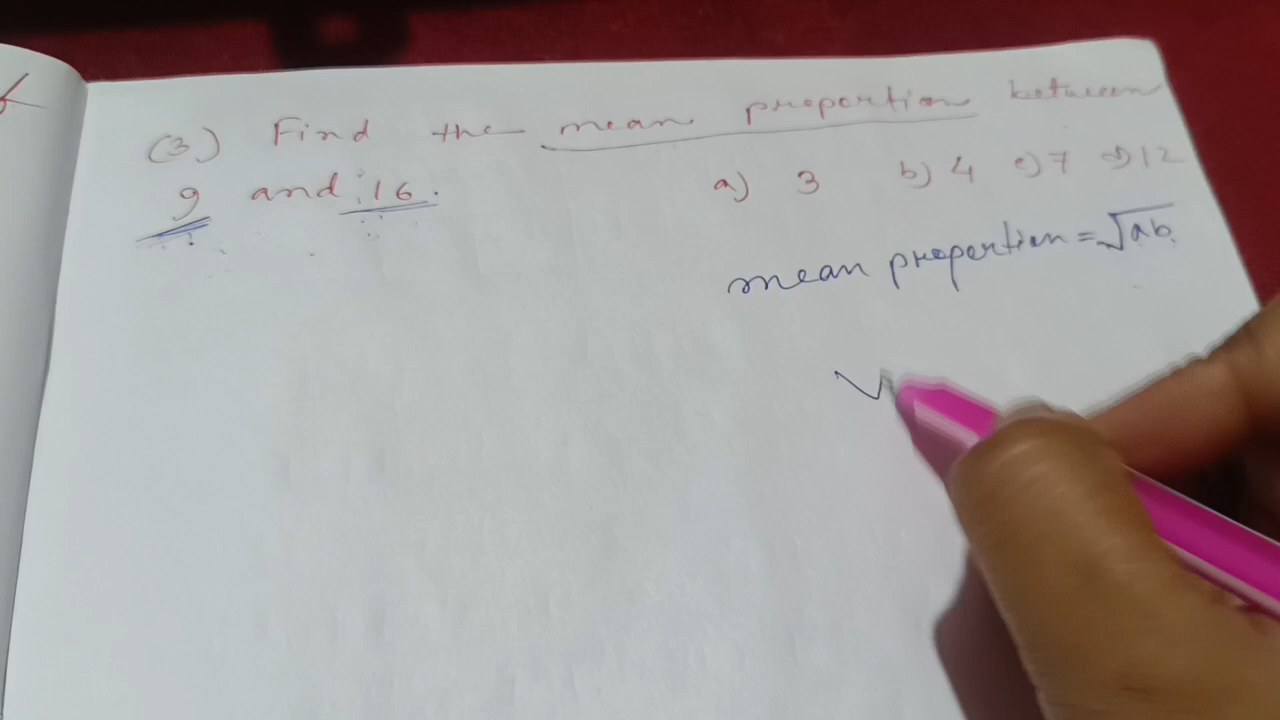 (3) Find the mean proportion between
9 and 16.
a) 3 b) 4 c) 7 d) 12
mean proportion = √ab
√